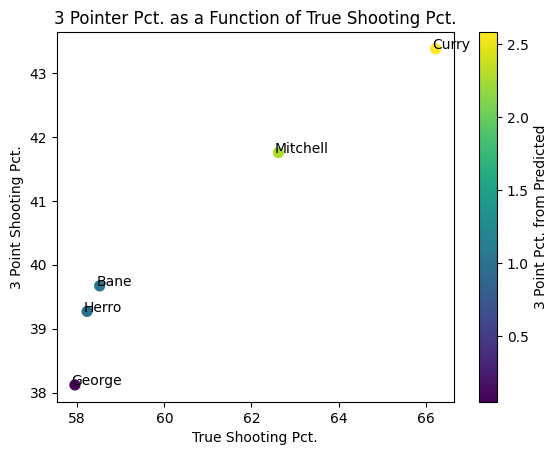 3 Pointer Pct. as a Function of True Shooting Pct.
Curry
Mitchell
Bane
Herro
George
43
42
41
40
39
38
3 Point Shooting Pct.
58
60
62
64
66
True Shooting Pct.
2.5
2.0
1.5
1.0
0.5
3 Point Pct. from Predicted